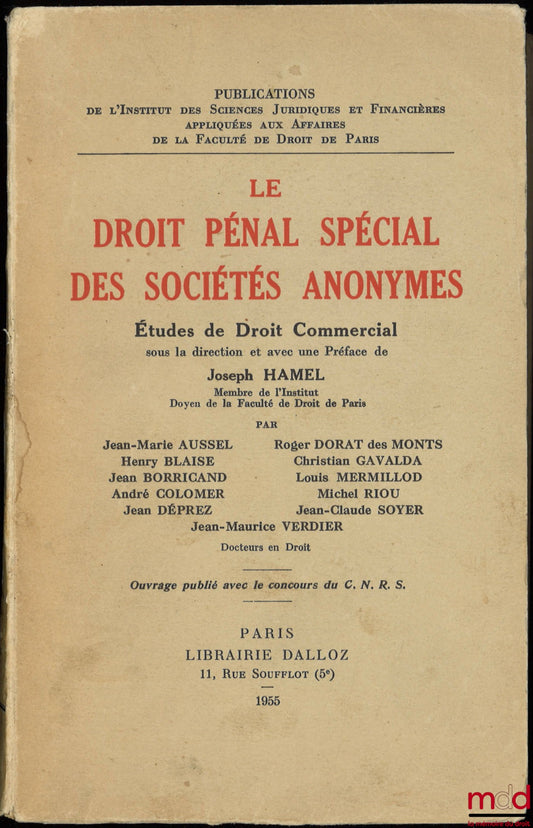 PUBLICATIONS
DE L'INSTITUT DES SCIENCES JURIDIQUES ET FINANCIÈRES
APPLIQUÉES AUX AFFAIRES
DE LA FACULTÉ DE DROIT DE PARIS
LE
DROIT PÉNAL SPÉCIAL
DES SOCIÉTÉS ANONYMES
Études de Droit Commercial
sous la direction et avec une Préface de
Joseph HAMEL
Membre de l'Institut
Doyen de la Faculté de Droit de Paris
PAR
Jean-Marie AUSSEL Roger DORAT des MONTS
Henry BLAISE Christian GAVALDA
Jean BORRICAND Louis MERMILLOD
André COLOMER Michel RIOU
Jean DÉPREZ Jean-Claude SOYER
Jean-Maurice VERDIER
Docteurs en Droit
Ouvrage publié avec le concours du C. N. R. S.
PARIS
LIBRAIRIE DALLOZ
11, RUE SOUFFLOT (5e)
1955
mdd
la mémoire du droit